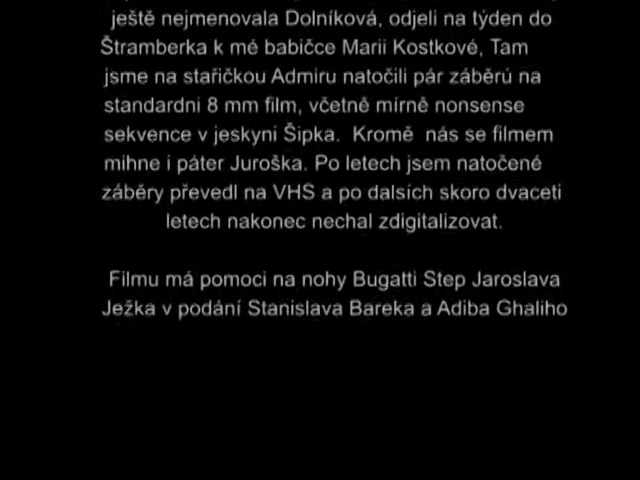 ještě nejmenovala Dolníková, odjeli na týden do
Štramberka k mé babičce Marii Kostkové, Tam
jsme na stařičkou Admiru natočili pár záběrů na
standardni 8 mm film, včetně mírně nonsense
sekvence v jeskyni Šipka. Kromě nás se filmem
mihne i páter Juroška. Po letech jsem natočené
záběry převedl na VHS a po dalsích skoro dvaceti
letech nakonec nechal zdigitalizovat.
Filmu má pomoci na nohy Bugatti Step Jaroslava
Ježka v podání Stanislava Bareka a Adiba Ghaliho